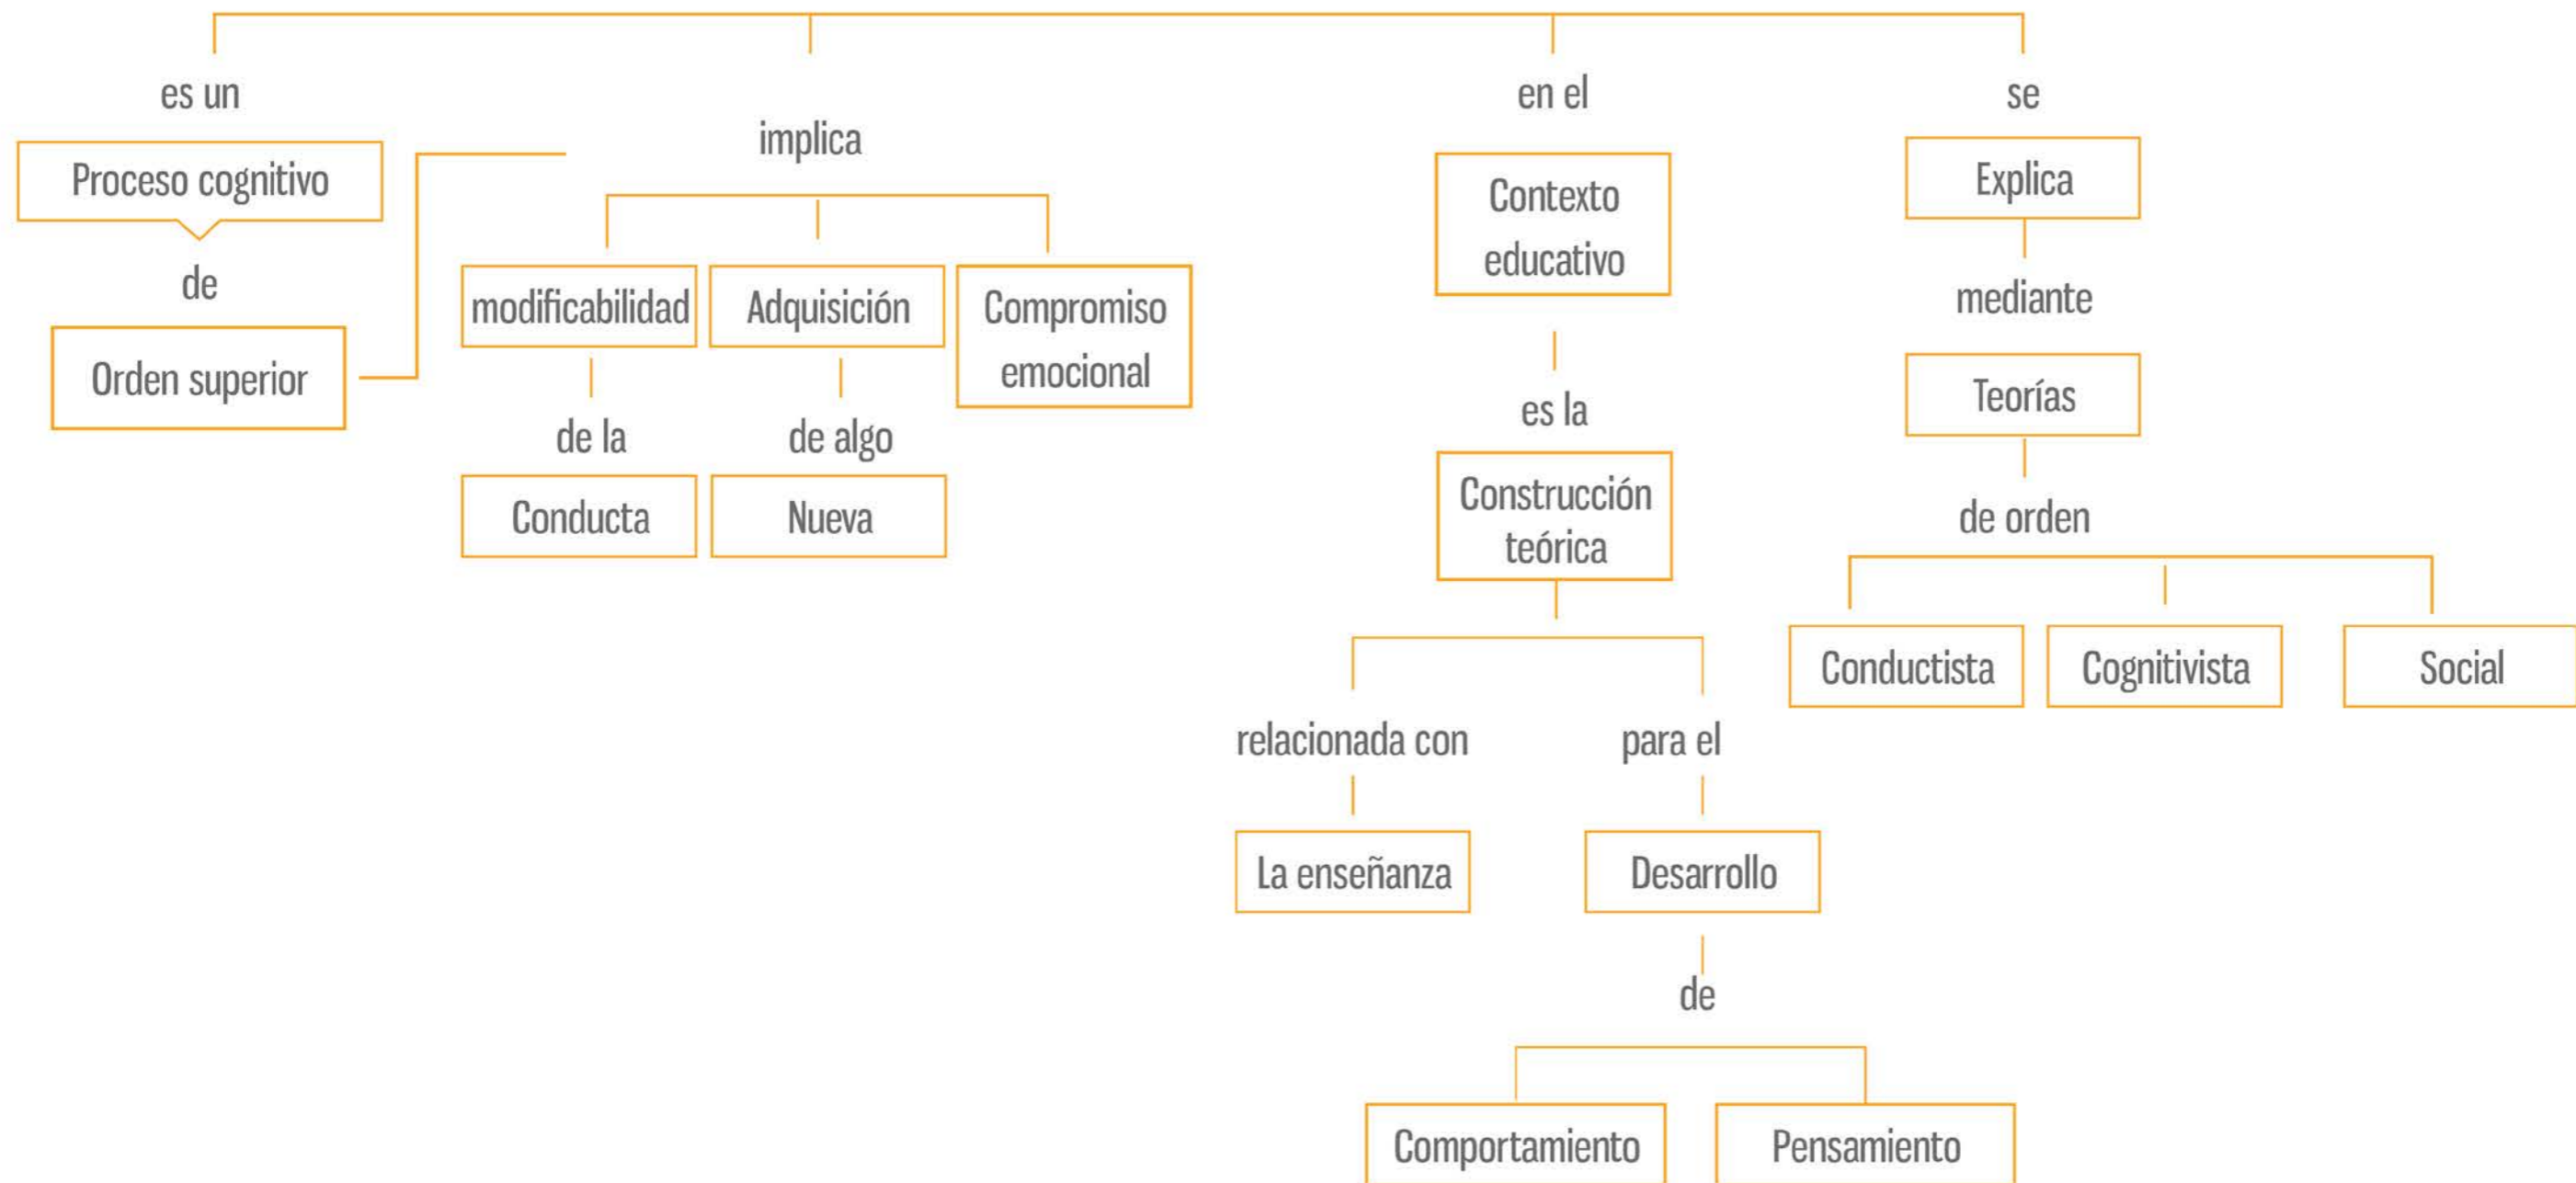 es un
Proceso cognitivo
de
Orden superior
implica
modificabilidad
de la
Conducta
Adquisición
de algo
Nueva
Compromiso
emocional
en el
Contexto
educativo
es la
Construcción
teórica
relacionada con
La enseñanza
para el
Desarrollo
de
Comportamiento
Pensamiento
se
Explica
mediante
Teorías
de orden
Conductista
Cognitivista
Social